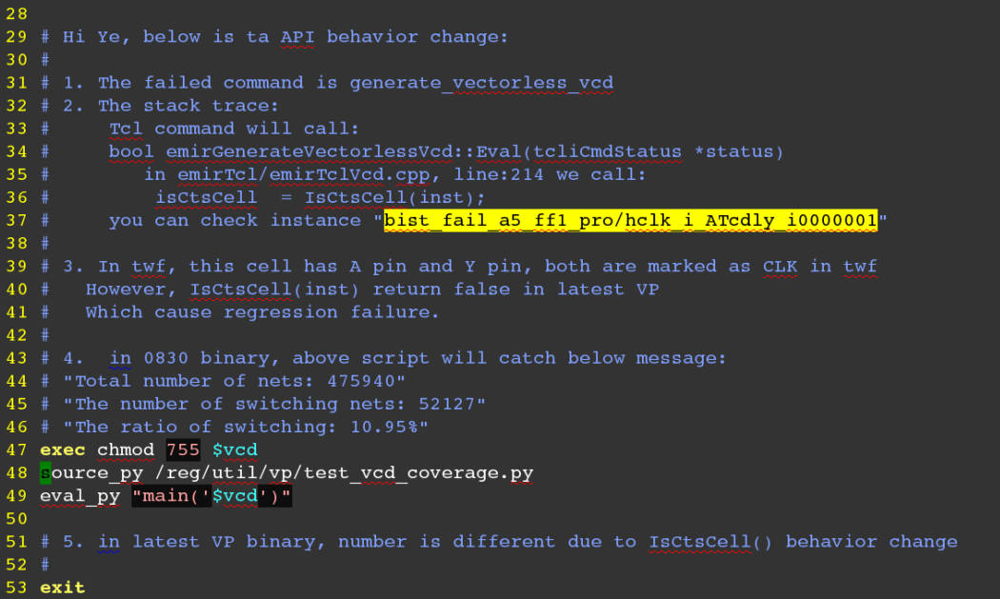 28
29 # Hi Ye, below is ta API behavior change:
30 #
31 # 1. The failed command is generate_vectorless_vcd
32 # 2. The stack trace:
33 #     Tcl command will call:
34 #     bool emirGenerateVectorlessVcd::Eval(tcliCmdStatus *status)
35 #        in emirTcl/emirTclVcd.cpp, line:214 we call:
36 #         isCtsCell  = IsCtsCell(inst);
37 #     you can check instance "bist_fail_a5_ff1_pro/hclk_i_ATcdly_i0000001"
38 #
39 # 3. In twf, this cell has A pin and Y pin, both are marked as CLK in twf
40 #   However, IsCtsCell(inst) return false in latest VP
41 #   Which cause regression failure.
42 #
43 # 4.  in 0830 binary, above script will catch below message:
44 # "Total number of nets: 475940"
45 # "The number of switching nets: 52127"
46 # "The ratio of switching: 10.95%"
47 exec chmod 755 $vcd
48 source_py /reg/util/vp/test_vcd_coverage.py
49 eval_py "main('$vcd')"
50
51 # 5. in latest VP binary, number is different due to IsCtsCell() behavior change
52 #
53 exit